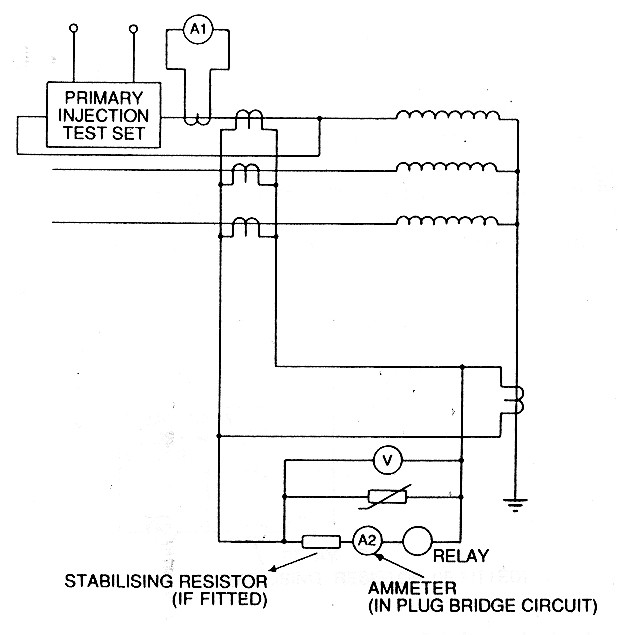 A1
PRIMARY
INJECTION
TEST SET
V
A2
RELAY
STABILISING RESISTOR
(IF FITTED)
AMMETER
(IN PLUG BRIDGE CIRCUIT)